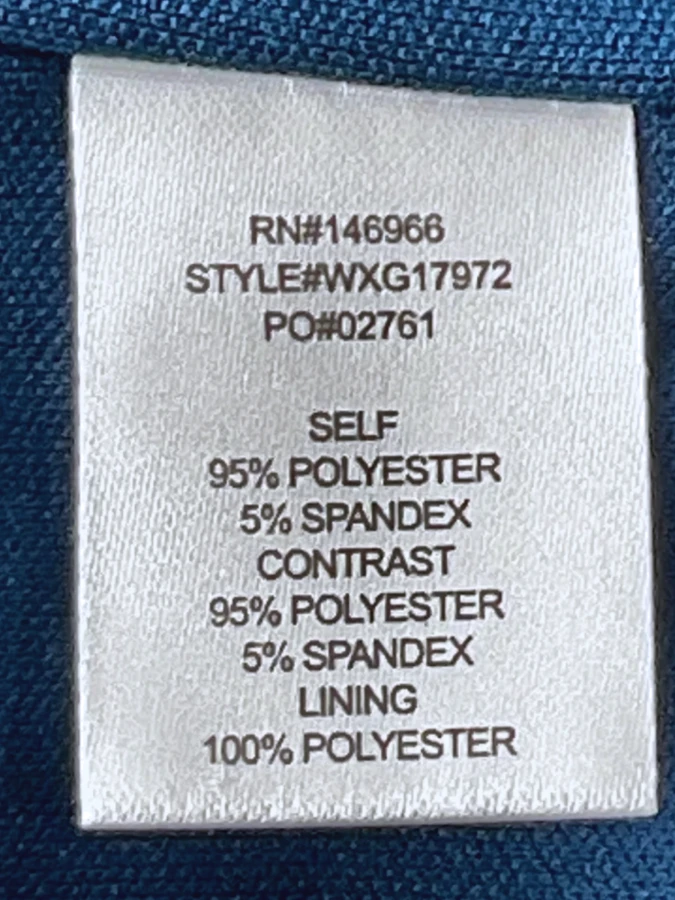 RN#146966
STYLE#WXG17972
PO#02761
SELF
95% POLYESTER
5% SPANDEX
CONTRAST
95% POLYESTER
5% SPANDEX
LINING
100% POLYESTER